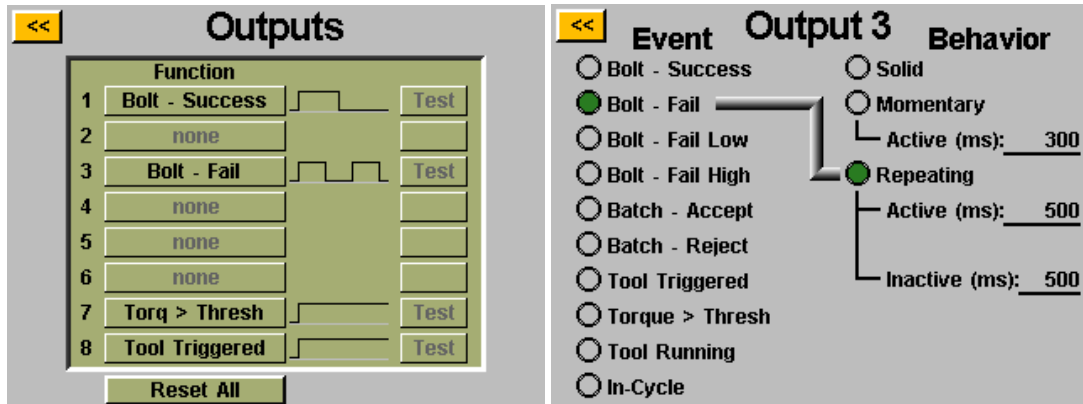 << Outputs
Function
1 Bolt - Success Test
2 none
3 Bolt - Fail Test
4 none
5 none
6 none
7 Torq > Thresh Test
8 Tool Triggered Test
Reset All
<< Output 3
Event Behavior
Bolt - Success Solid
Bolt - Fail Momentary
Bolt - Fail Low Active (ms): 300
Bolt - Fail High Repeating
Batch - Accept Active (ms): 500
Batch - Reject
Tool Triggered Inactive (ms): 500
Torque > Thresh
Tool Running
In-Cycle